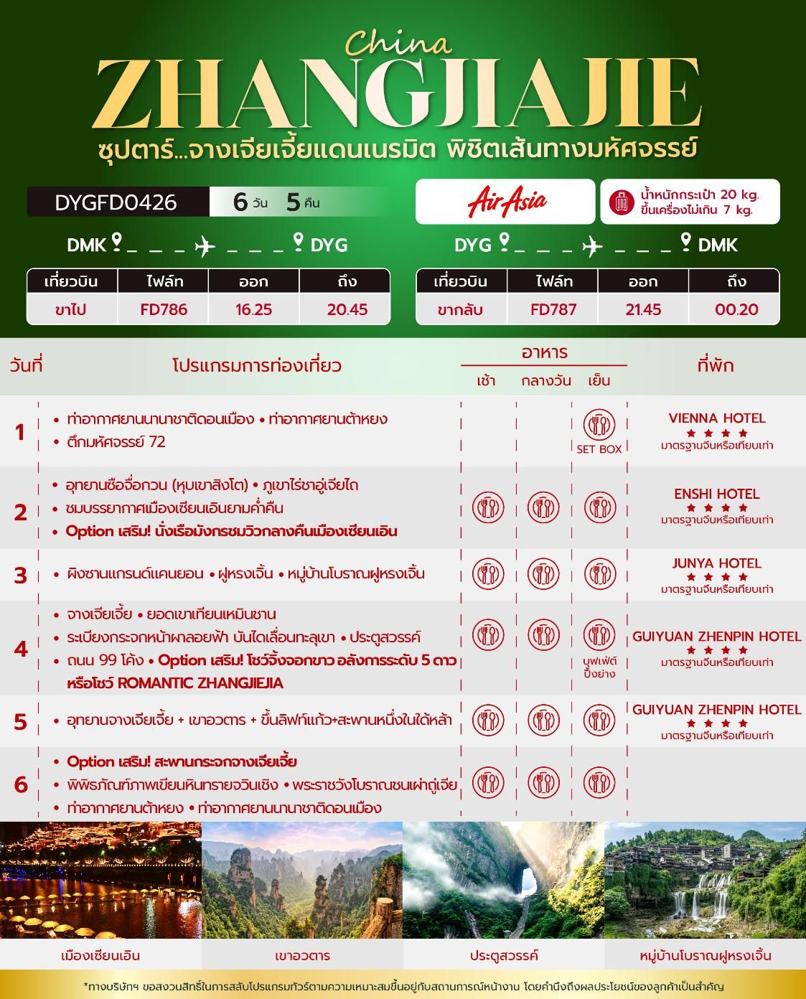 China
ZHANGJIAJIE
ซุปตาร์...จางเจียเจี้ยแดนเนรมิต พิชิตเส้นทางมหัศจรรย์
DYGFD0426
6 วัน 5 คืน
AirAsia
น้ำหนักกระเป๋า 20 kg.
ขึ้นเครื่องไม่เกิน 7 kg.
DMK DYG
DYG DMK
เที่ยวบิน ไฟล์ท ออก ถึง
ขาไป FD786 16.25 20.45
เที่ยวบิน ไฟล์ท ออก ถึง
ขากลับ FD787 21.45 00.20
วันที่ โปรแกรมการท่องเที่ยว อาหาร ที่พัก
เช้า กลางวัน เย็น
1
• ท่าอากาศยานนานาชาติดอนเมือง • ท่าอากาศยานต้าหยง
• ตึกมหัศจรรย์ 72
SET BOX
VIENNA HOTEL
★ ★ ★ ★
มาตรฐานจีนหรือเทียบเท่า
2
• อุทยานซือจื่อกวน (หุบเขาสิงโต) • ภูเขาไร่ชาอู่เจียไถ
• ชมบรรยากาศเมืองเซียนเอินยามค่ำคืน
• Option เสริม! นั่งเรือมังกรชมวิวกลางคืนเมืองเซียนเอิน
ENSHI HOTEL
★ ★ ★ ★
มาตรฐานจีนหรือเทียบเท่า
3
• ผิงซานแกรนด์แคนยอน • ฝูหรงเจิ้น • หมู่บ้านโบราณฝูหรงเจิ้น
JUNYA HOTEL
★ ★ ★ ★
มาตรฐานจีนหรือเทียบเท่า
4
• จางเจียเจี้ย • ยอดเขาเทียนเหมินซาน
• ระเบียงกระจกหน้าผาลอยฟ้า บันไดเลื่อนทะลุเขา • ประตูสวรรค์
• ถนน 99 โค้ง • Option เสริม! โชว์จิ้งจอกขาว อลังการระดับ 5 ดาว
หรือโชว์ ROMANTIC ZHANGJIEJIA
บุฟเฟ่ต์
ปิ้งย่าง
GUIYUAN ZHENPIN HOTEL
★ ★ ★ ★
มาตรฐานจีนหรือเทียบเท่า
5
• อุทยานจางเจียเจี้ย + เขาอวตาร + ขึ้นลิฟท์แก้ว+สะพานหนึ่งในใต้หล้า
GUIYUAN ZHENPIN HOTEL
★ ★ ★ ★
มาตรฐานจีนหรือเทียบเท่า
6
• Option เสริม! สะพานกระจกจางเจียเจี้ย
• พิพิธภัณฑ์ภาพเขียนหินทรายจวินเชิง • พระราชวังโบราณชนเผ่าถู่เจีย
• ท่าอากาศยานต้าหยง • ท่าอากาศยานนานาชาติดอนเมือง
เมืองเซียนเอิน
เขาอวตาร
ประตูสวรรค์
หมู่บ้านโบราณฝูหรงเจิ้น
*ทางบริษัทฯ ขอสงวนสิทธิ์ในการสลับโปรแกรมทัวร์ตามความเหมาะสมขึ้นอยู่กับสถานการณ์หน้างาน โดยคำนึงถึงผลประโยชน์ของลูกค้าเป็นสำคัญ